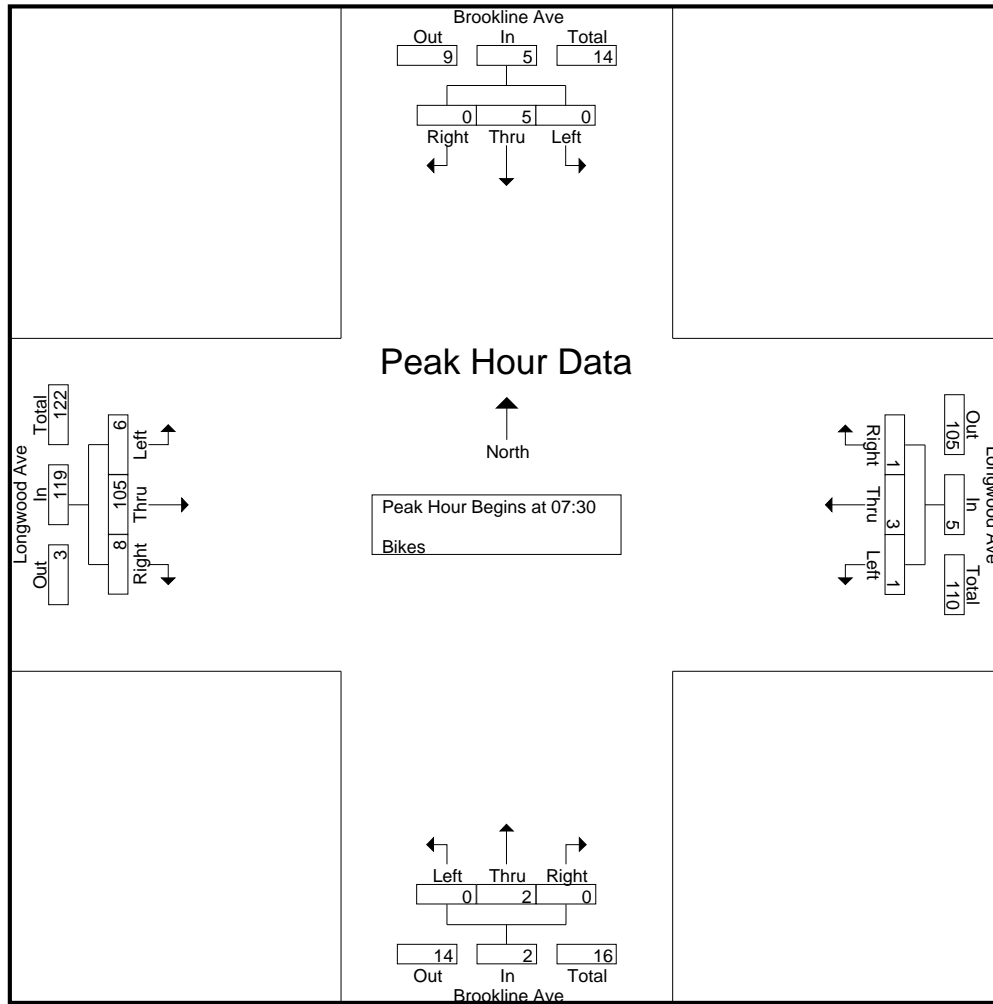 Brookline Ave
Out In Total
9 5 14
0 5 0
Right Thru Left
Peak Hour Data
North
Peak Hour Begins at 07:30
Bikes
Longwood Ave
Out In Total
3 119 122
8 105 6
Right Thru Left
Longwood Ave
Out In Total
105 5 110
1 3 1
Right Thru Left
Left Thru Right
0 2 0
14 2 16
Out In Total
Brookline Ave